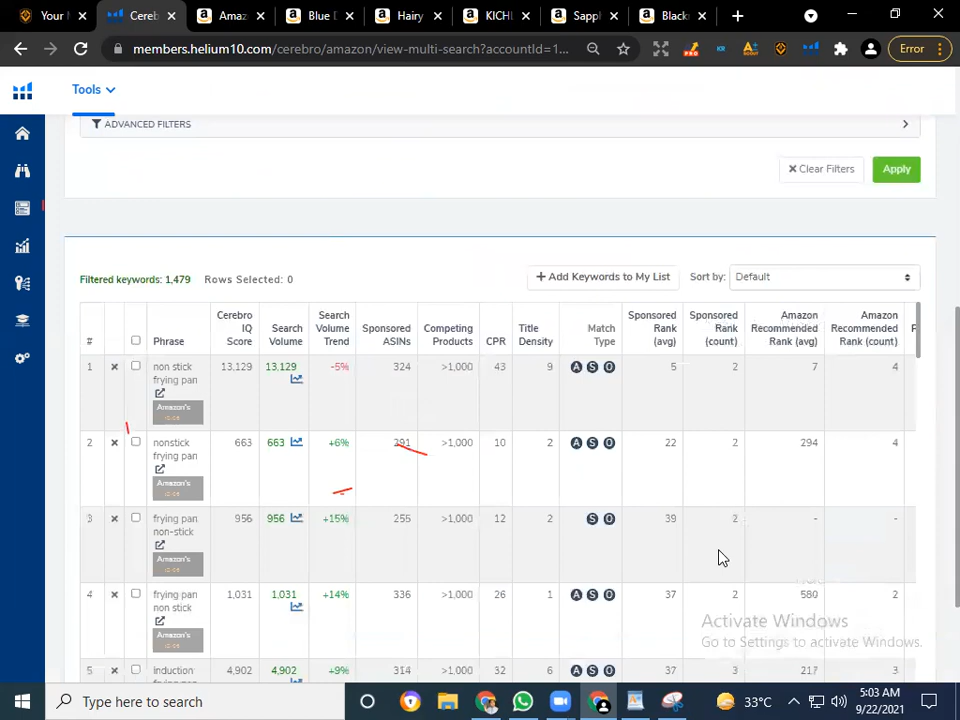 Your N
Cerebro
Amaz
Blue D
Hairy
KICHL
Sappl
Black
members.helium10.com/cerebro/amazon/view-multi-search?accountId=1...
Error
Tools
ADVANCED FILTERS
Clear Filters
Apply
Filtered keywords: 1,479
Rows Selected: 0
+ Add Keywords to My List
Sort by:
Default
#
Phrase
Cerebro IQ Score
Search Volume
Search Volume Trend
Sponsored ASINs
Competing Products
CPR
Title Density
Match Type
Sponsored Rank (avg)
Sponsored Rank (count)
Amazon Recommended Rank (avg)
Amazon Recommended Rank (count)
1 × non stick frying pan 13,129 13,129 -5% 324 >1,000 43 9 A S O 5 2 7 4
Amazon's
2 × nonstick frying pan 663 663 +6% 391 >1,000 10 2 A S O 22 2 294 4
Amazon's
3 × frying pan non-stick 956 956 +15% 255 >1,000 12 2 S O 39 2 - -
Amazon's
4 × frying pan non stick 1,031 1,031 +14% 336 >1,000 26 1 A S O 37 2 580 2
Amazon's
5 × induction 4,902 4,902 +9% 314 >1,000 32 6 A S O 37 3 217 3
Activate Windows
Go to Settings to activate Windows.
Type here to search
33°C
5:03 AM
9/22/2021